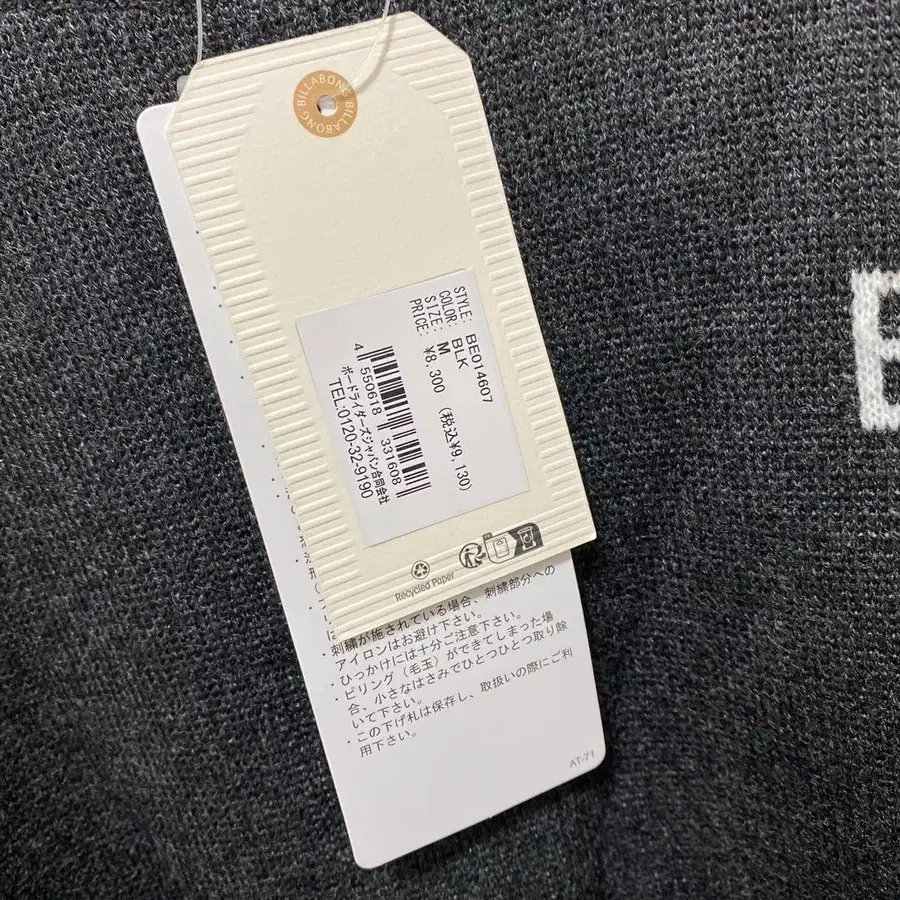 BILLABONG BILLABONG
STYLE: BE014607
COLOR: BLK
SIZE: M
PRICE: ¥8,300 (税込¥9,130)
4 550618 331608
ボードライダーズジャパン合同会社
TEL:0120-32-9190
Recycled Paper
刺繍が施されている場合、刺繍部分への
アイロンはお避け下さい。
・ひっかけには十分ご注意下さい。
・ピリング(毛玉)ができてしまった場
合、小さなはさみでひとつひとつ取り除
いて下さい。
・この下げ札は保存し、取扱いの際にご利
用下さい。
AT-71